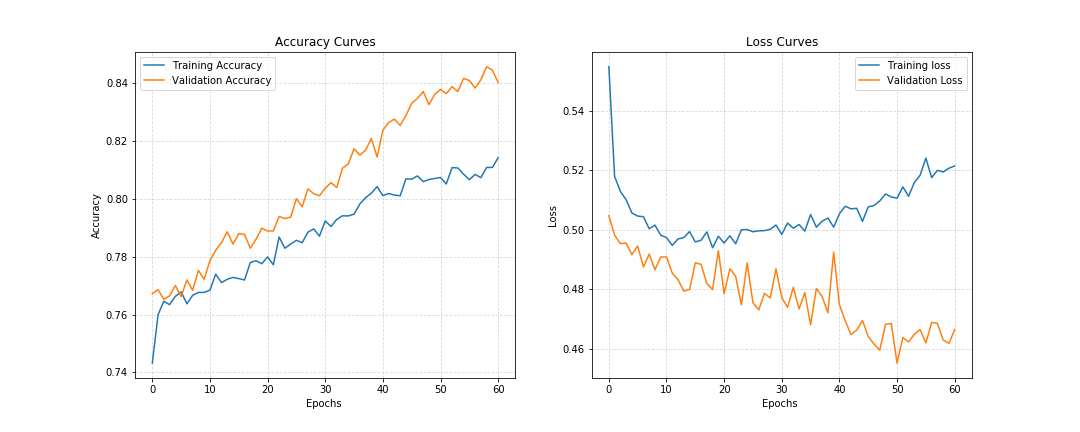 Accuracy Curves
Training Accuracy
Validation Accuracy
0.84
0.82
0.80
0.78
0.76
0.74
Accuracy
0 10 20 30 40 50 60
Epochs
Loss Curves
Training loss
Validation Loss
0.54
0.52
0.50
0.48
0.46
Loss
0 10 20 30 40 50 60
Epochs